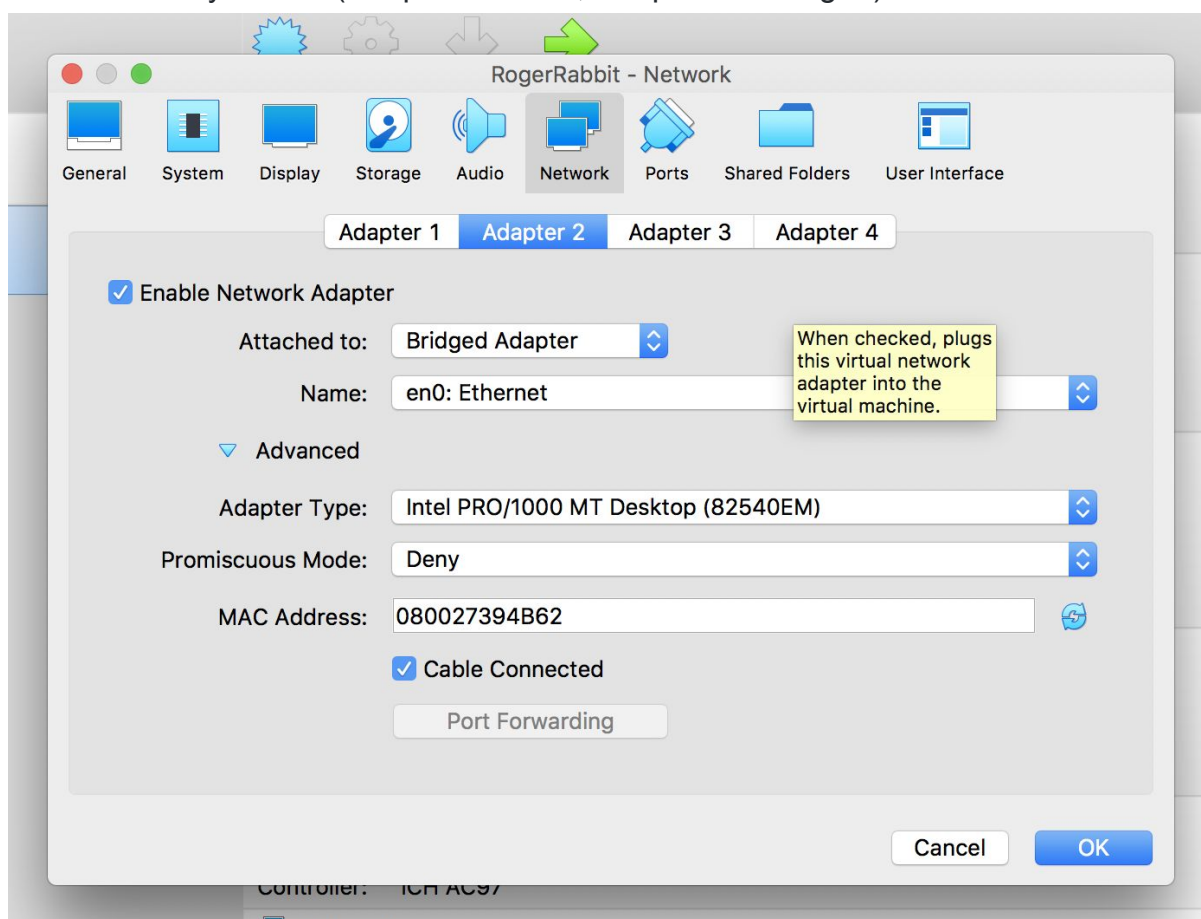 RogerRabbit - Network
General System Display Storage Audio Network Ports Shared Folders User Interface
Adapter 1 Adapter 2 Adapter 3 Adapter 4
Enable Network Adapter
Attached to: Bridged Adapter
When checked, plugs
this virtual network
adapter into the
virtual machine.
Name: en0: Ethernet
Advanced
Adapter Type: Intel PRO/1000 MT Desktop (82540EM)
Promiscuous Mode: Deny
MAC Address: 080027394B62
Cable Connected
Port Forwarding
Cancel OK
Controller: ICH AC97